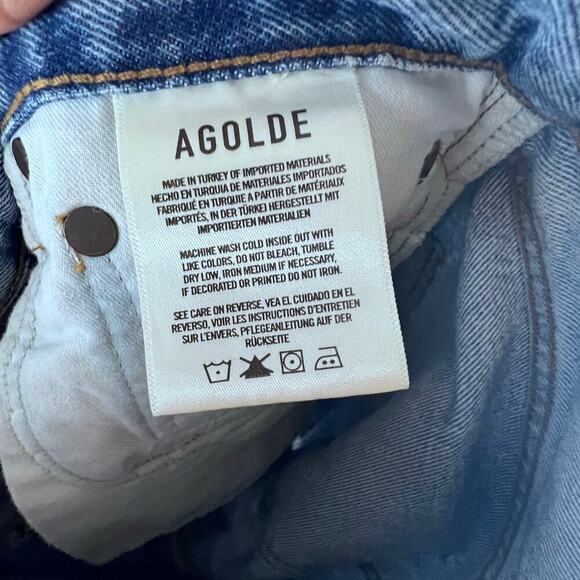 AGOLDE
MADE IN TURKEY OF IMPORTED MATERIALS
HECHO EN TURQUIA DE MATERIALES IMPORTADOS
FABRIQUÉ EN TURQUIE A PARTIR DE MATÉRIAUX
IMPORTÉS, IN DER TÜRKEI HERGESTELLT MIT
IMPORTIERTEN MATERIALIEN
MACHINE WASH COLD INSIDE OUT WITH
LIKE COLORS, DO NOT BLEACH, TUMBLE
DRY LOW, IRON MEDIUM IF NECESSARY.
IF DECORATED OR PRINTED DO NOT IRON.
SEE CARE ON REVERSE, VEA EL CUIDADO EN EL
REVERSO, VOIR LES INSTRUCTIONS D'ENTRETIEN
SUR L'ENVERS, PFLEGEANLEITUNG AUF DER
RÜCKSEITE